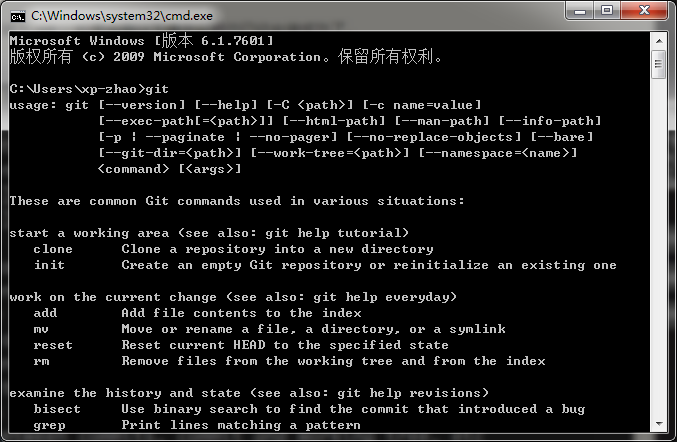 C:\Windows\system32\cmd.exe
Microsoft Windows [版本 6.1.7601]
版权所有 (c) 2009 Microsoft Corporation。保留所有权利。
C:\Users\xp-zhao>git
usage: git [--version] [--help] [-C <path>] [-c name=value]
[--exec-path[=<path>]] [--html-path] [--man-path] [--info-path]
[-p ¦ --paginate ¦ --no-pager] [--no-replace-objects] [--bare]
[--git-dir=<path>] [--work-tree=<path>] [--namespace=<name>]
<command> [<args>]
These are common Git commands used in various situations:
start a working area (see also: git help tutorial)
clone Clone a repository into a new directory
init Create an empty Git repository or reinitialize an existing one
work on the current change (see also: git help everyday)
add Add file contents to the index
mv Move or rename a file, a directory, or a symlink
reset Reset current HEAD to the specified state
rm Remove files from the working tree and from the index
examine the history and state (see also: git help revisions)
bisect Use binary search to find the commit that introduced a bug
grep Print lines matching a pattern